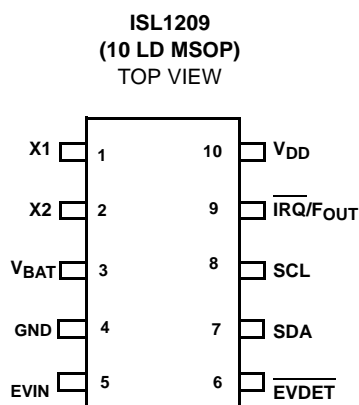 ISL1209
(10 LD MSOP)
TOP VIEW
X1 1 10 VDD
X2 2 9 IRQ/FOUT
VBAT 3 8 SCL
GND 4 7 SDA
EVIN 5 6 EVDET